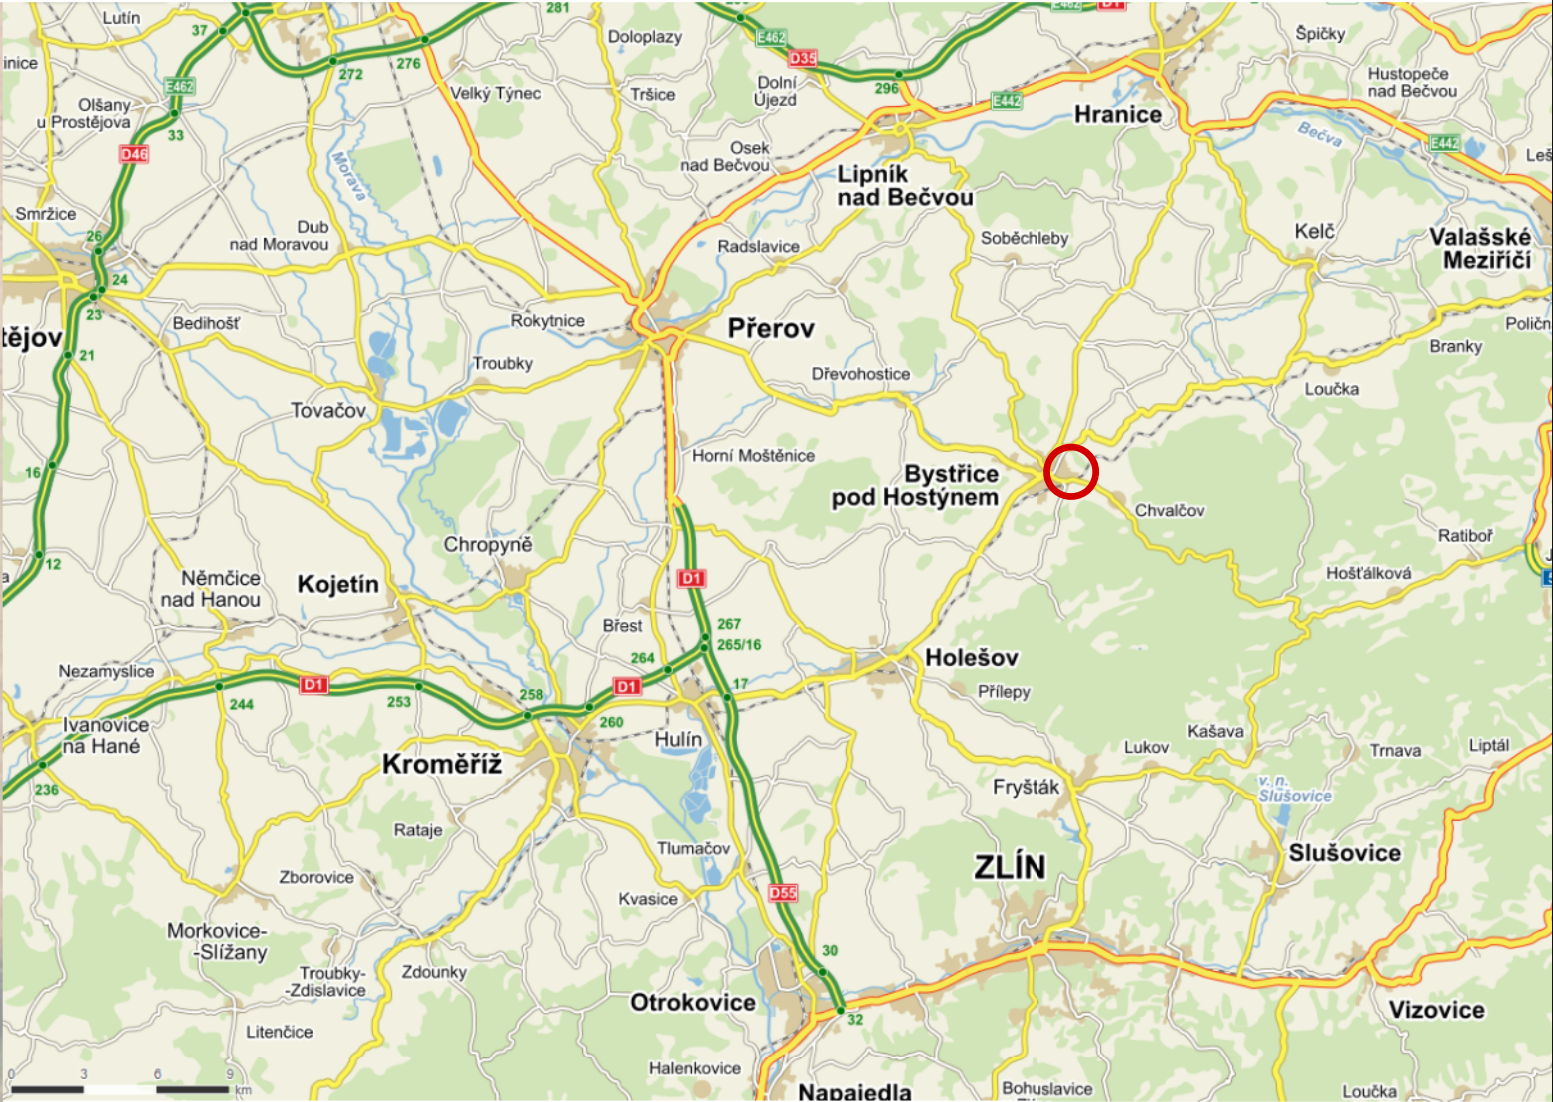 Lutín
37
281
E462
D1
Doloplazy
E462
D35
Špičky
inice
272
276
Hustopeče
nad Bečvou
E462
Velký Týnec
Tršice
Dolní
Újezd
296
E442
Hranice
Olšany
u Prostějova
33
D46
Morava
Osek
nad Bečvou
Bečva
E442
Leš
Lipník
nad Bečvou
Smržice
Dub
nad Moravou
26
Radslavice
Soběchleby
Kelč
Valašské
Meziříčí
24
23
Bedihošť
Rokytnice
Přerov
Poličn
tějov
21
Troubky
Dřevohostice
Branky
Loučka
Tovačov
16
Horní Moštěnice
Bystřice
pod Hostýnem
Chvalčov
Ratiboř
12
Chropyně
Hošťálková
J
5
a
Němčice
nad Hanou
Kojetín
D1
Břest
267
265/16
264
Holešov
Nezamyslice
D1
244
253
258
D1
260
17
Přílepy
Ivanovice
na Hané
Hulín
Kašava
Lukov
Trnava
Liptál
Kroměříž
236
Fryšták
v. n.
Slušovice
Rataje
Tlumačov
Slušovice
ZLÍN
Zborovice
Kvasice
D55
Morkovice-
-Slížany
30
Troubky-
-Zdislavice
Zdounky
Otrokovice
32
Vizovice
Litenčice
Halenkovice
0 3 6 9
km
Napajedla
Bohuslavice
Loučka